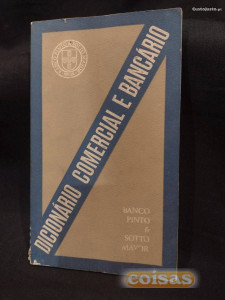 DICIONÁRIO COMERCIAL E BANCÁRIO
BANCO
PINTO
&
SOTTO
MAYOR
coisas